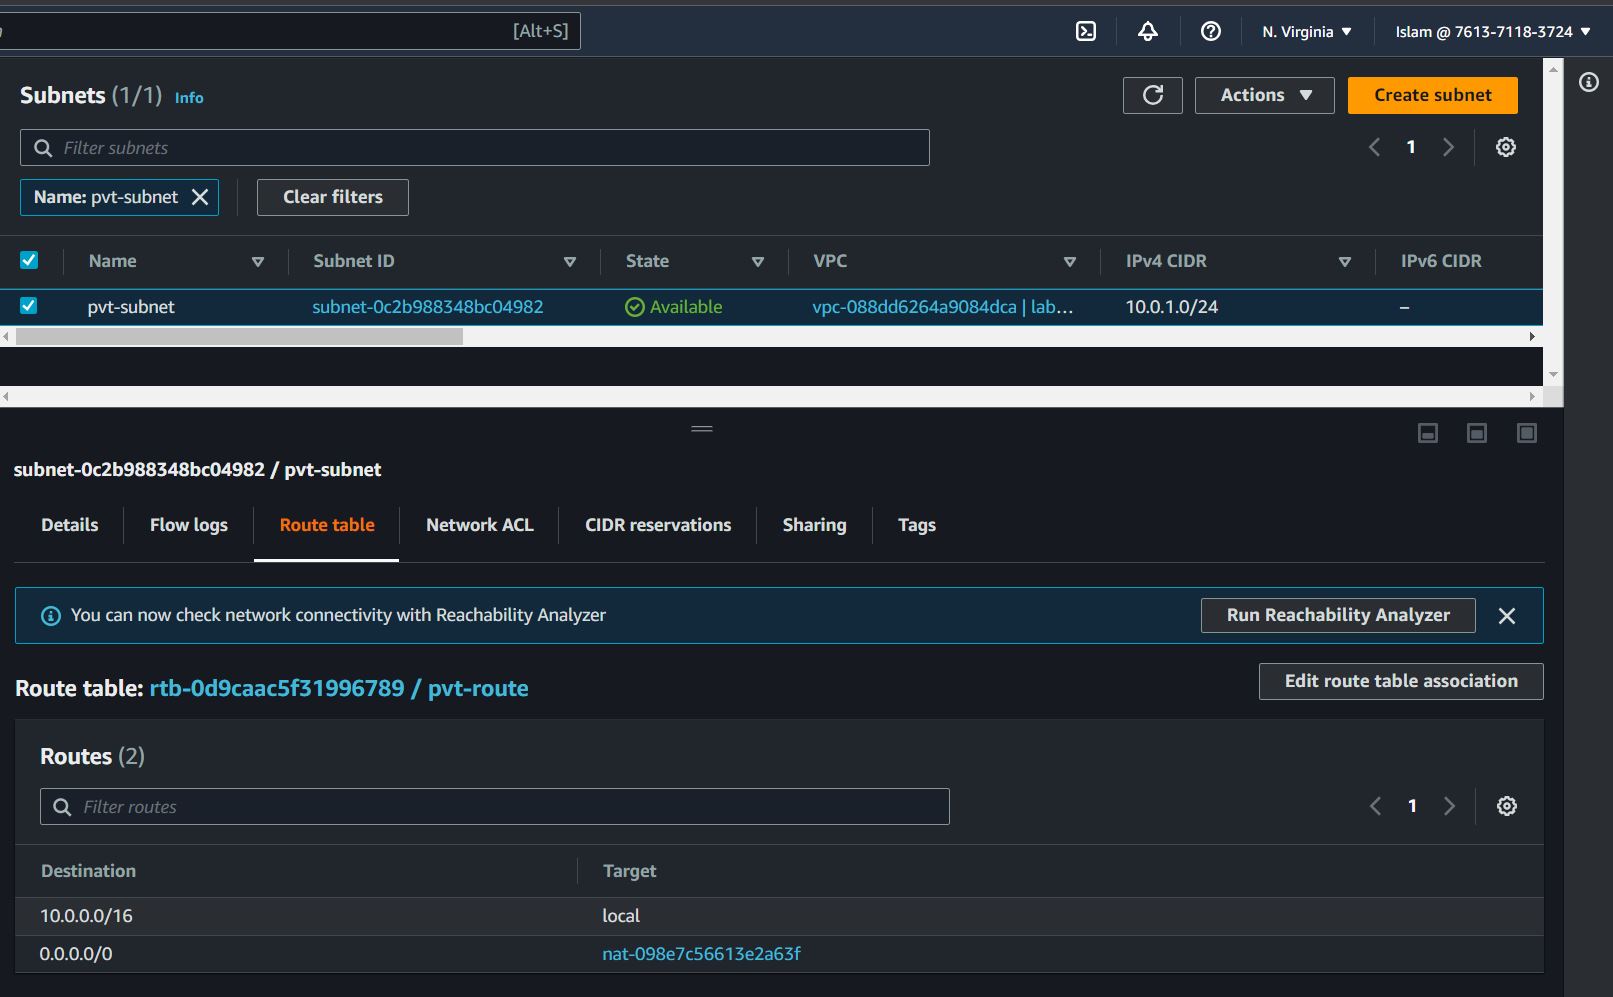 [Alt+S]
N. Virginia
Islam @ 7613-7118-3724
Subnets (1/1) Info
Actions
Create subnet
Filter subnets
1
Name: pvt-subnet
Clear filters
Name
Subnet ID
State
VPC
IPv4 CIDR
IPv6 CIDR
pvt-subnet
subnet-0c2b988348bc04982
Available
vpc-088dd6264a9084dca | lab...
10.0.1.0/24
–
subnet-0c2b988348bc04982 / pvt-subnet
Details
Flow logs
Route table
Network ACL
CIDR reservations
Sharing
Tags
You can now check network connectivity with Reachability Analyzer
Run Reachability Analyzer
Route table: rtb-0d9caac5f31996789 / pvt-route
Edit route table association
Routes (2)
Filter routes
1
Destination
Target
10.0.0.0/16
local
0.0.0.0/0
nat-098e7c56613e2a63f